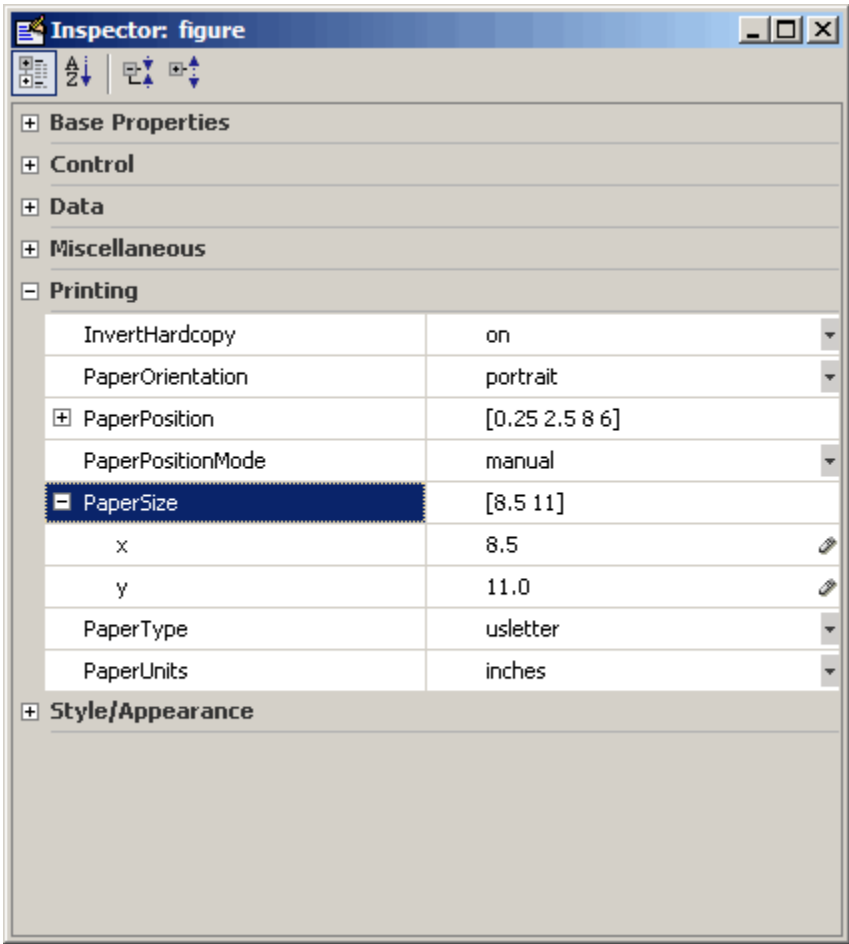 Inspector: figure
A
Z
Base Properties
Control
Data
Miscellaneous
Printing
InvertHardcopy on
PaperOrientation portrait
PaperPosition [0.25 2.5 8 6]
PaperPositionMode manual
PaperSize [8.5 11]
x 8.5
y 11.0
PaperType usletter
PaperUnits inches
Style/Appearance